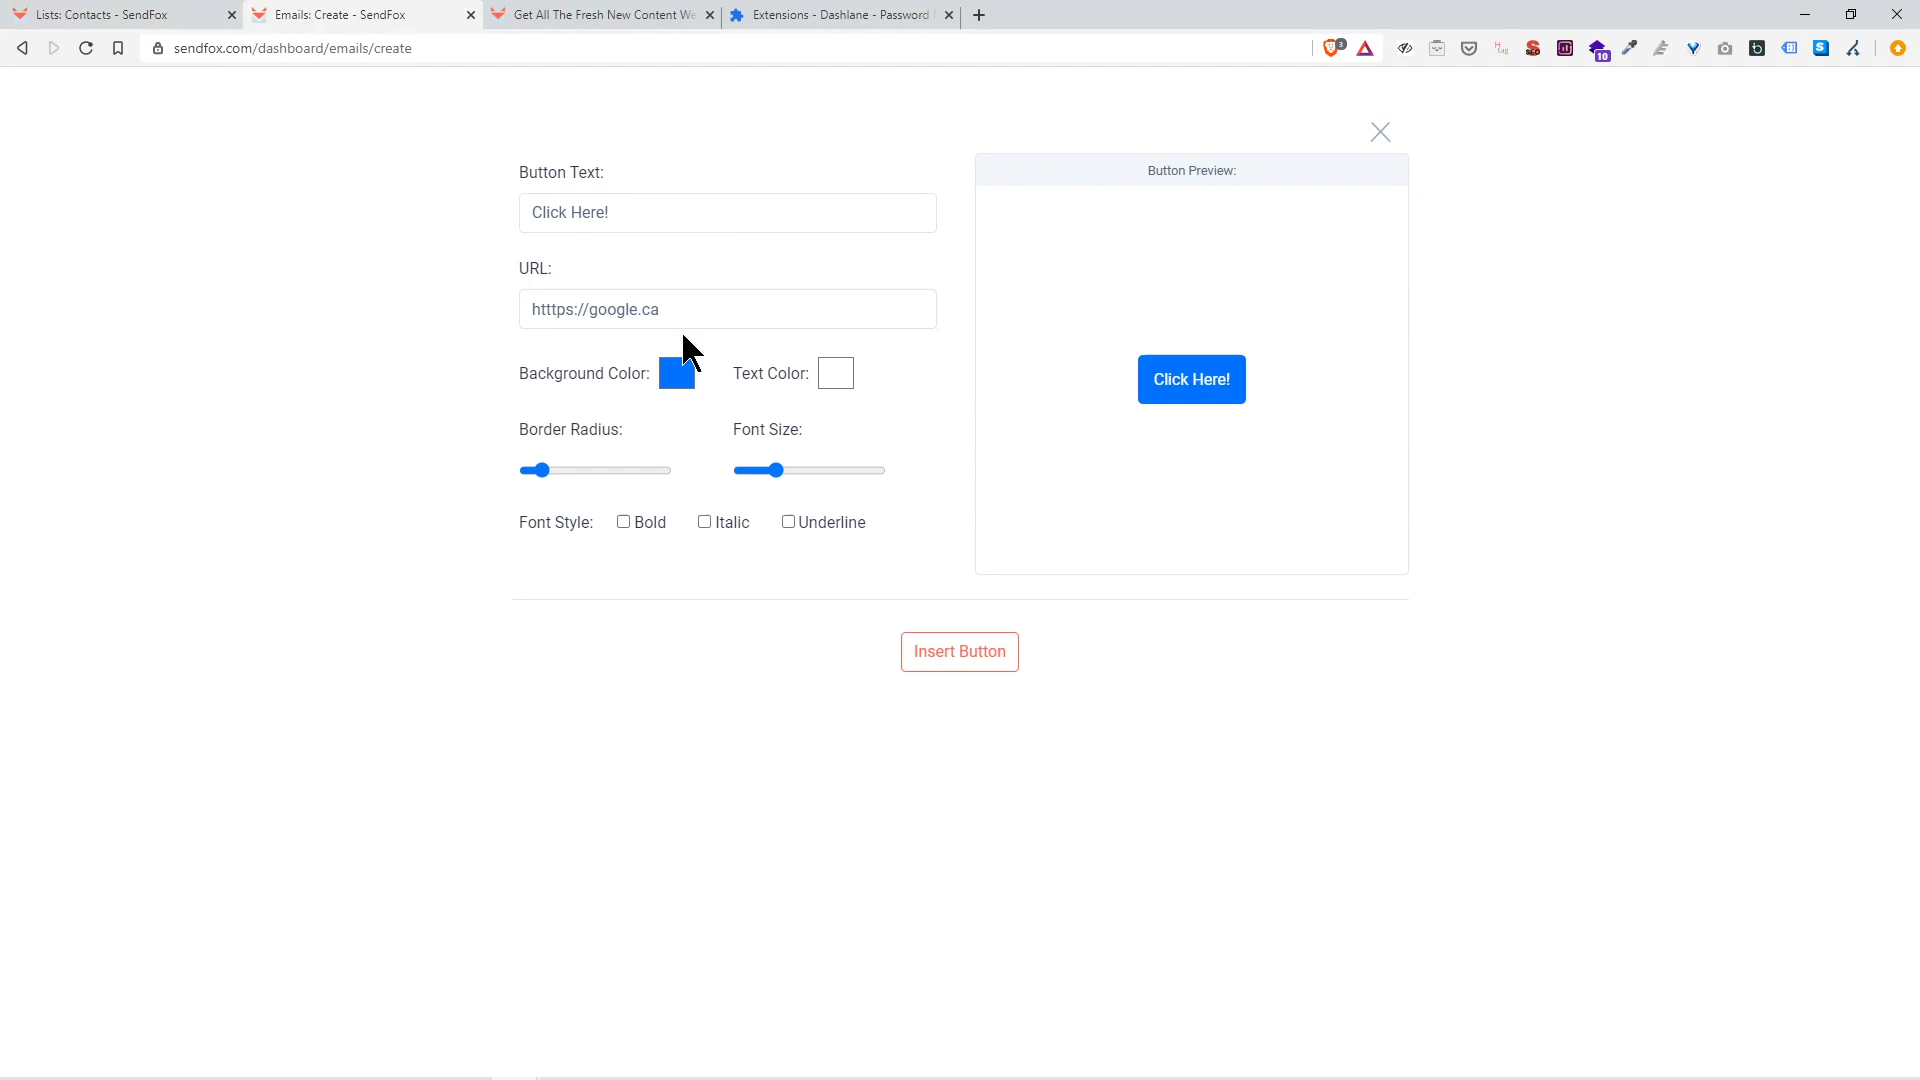 Lists: Contacts - SendFox
Emails: Create - SendFox
Get All The Fresh New Content We
Extensions - Dashlane - Password
sendfox.com/dashboard/emails/create
3
10
Button Text:
Button Preview:
Click Here!
URL:
htttps://google.ca
Background Color:
Text Color:
Click Here!
Border Radius:
Font Size:
Font Style:
Bold
Italic
Underline
Insert Button